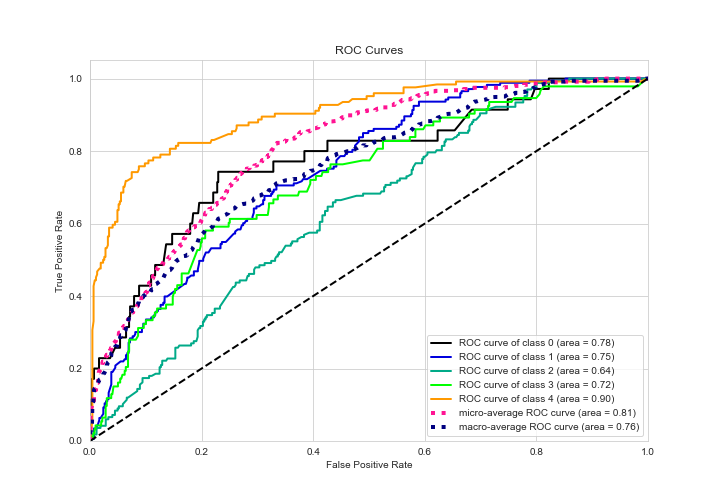 ROC Curves
True Positive Rate
1.0
0.8
0.6
0.4
0.2
0.0
ROC curve of class 0 (area = 0.78)
ROC curve of class 1 (area = 0.75)
ROC curve of class 2 (area = 0.64)
ROC curve of class 3 (area = 0.72)
ROC curve of class 4 (area = 0.90)
micro-average ROC curve (area = 0.81)
macro-average ROC curve (area = 0.76)
0.0 0.2 0.4 0.6 0.8 1.0
False Positive Rate